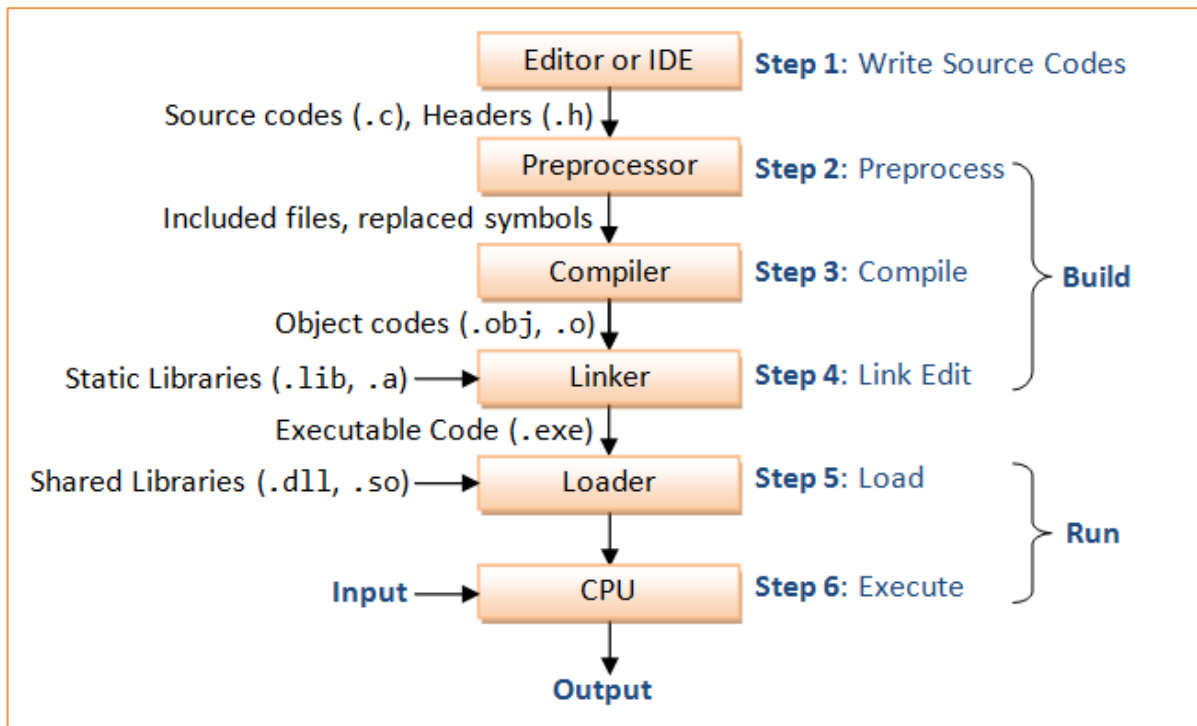 Editor or IDE
Step 1: Write Source Codes
Source codes (.c), Headers (.h)
Preprocessor
Step 2: Preprocess
Included files, replaced symbols
Compiler
Step 3: Compile
Build
Object codes (.obj, .o)
Static Libraries (.lib, .a)
Linker
Step 4: Link Edit
Executable Code (.exe)
Shared Libraries (.dll, .so)
Loader
Step 5: Load
Run
Input
CPU
Step 6: Execute
Output